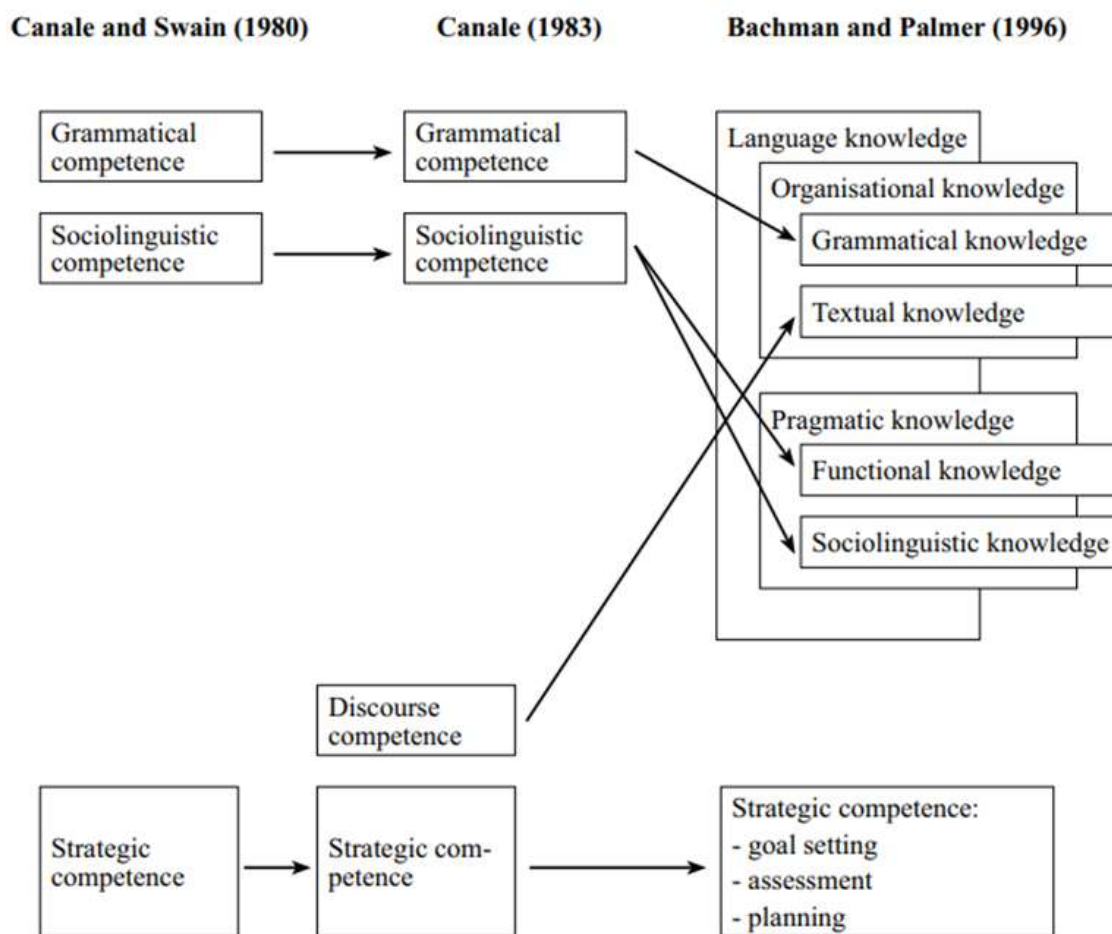 Canale and Swain (1980)
Canale (1983)
Bachman and Palmer (1996)
Grammatical
competence
Grammatical
competence
Language knowledge
Organisational knowledge
Grammatical knowledge
Sociolinguistic
competence
Sociolinguistic
competence
Textual knowledge
Pragmatic knowledge
Functional knowledge
Sociolinguistic knowledge
Discourse
competence
Strategic
competence
Strategic com-
petence
Strategic competence:
- goal setting
- assessment
- planning